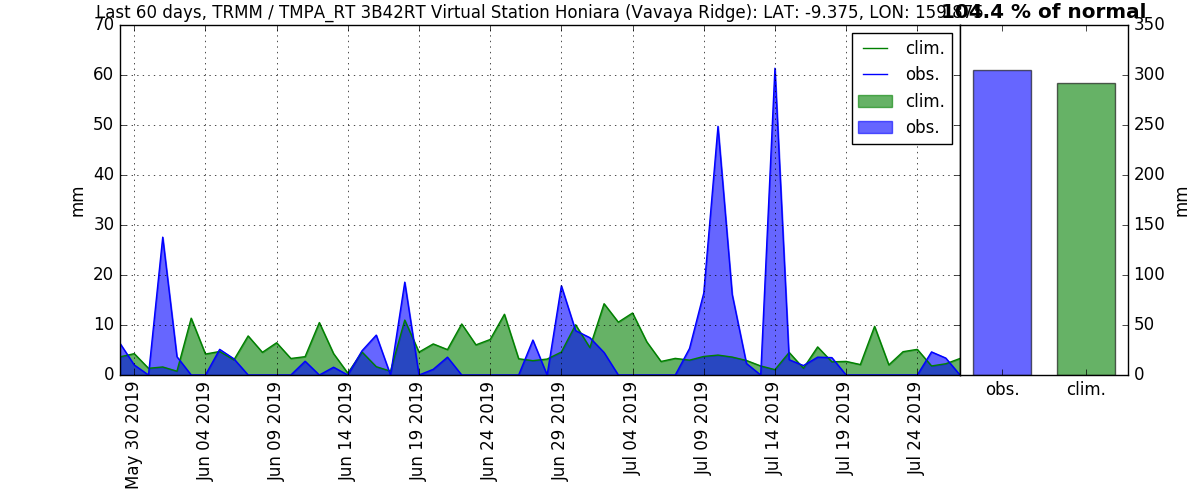 Last 60 days, TRMM / TMPA_RT 3B42RT Virtual Station Honiara (Vavaya Ridge): LAT: -9.375, LON:
104.4 % of normal
70
60
50
40
30
20
10
0
mm
clim.
obs.
clim.
obs.
350
300
250
200
150
100
50
0
mm
May 30 2019
Jun 04 2019
Jun 09 2019
Jun 14 2019
Jun 19 2019
Jun 24 2019
Jun 29 2019
Jul 04 2019
Jul 09 2019
Jul 14 2019
Jul 19 2019
Jul 24 2019
obs.
clim.